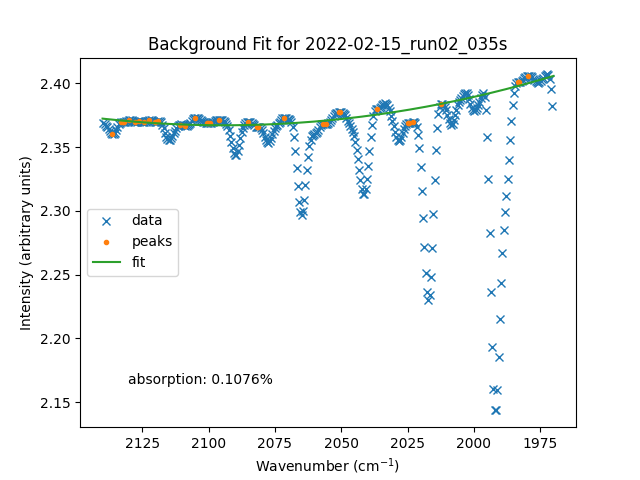 Background Fit for 2022-02-15_run02_035s
Intensity (arbitrary units)
2.40
2.35
2.30
2.25
2.20
2.15
data
peaks
fit
absorption: 0.1076%
2125 2100 2075 2050 2025 2000 1975
Wavenumber (cm⁻¹)